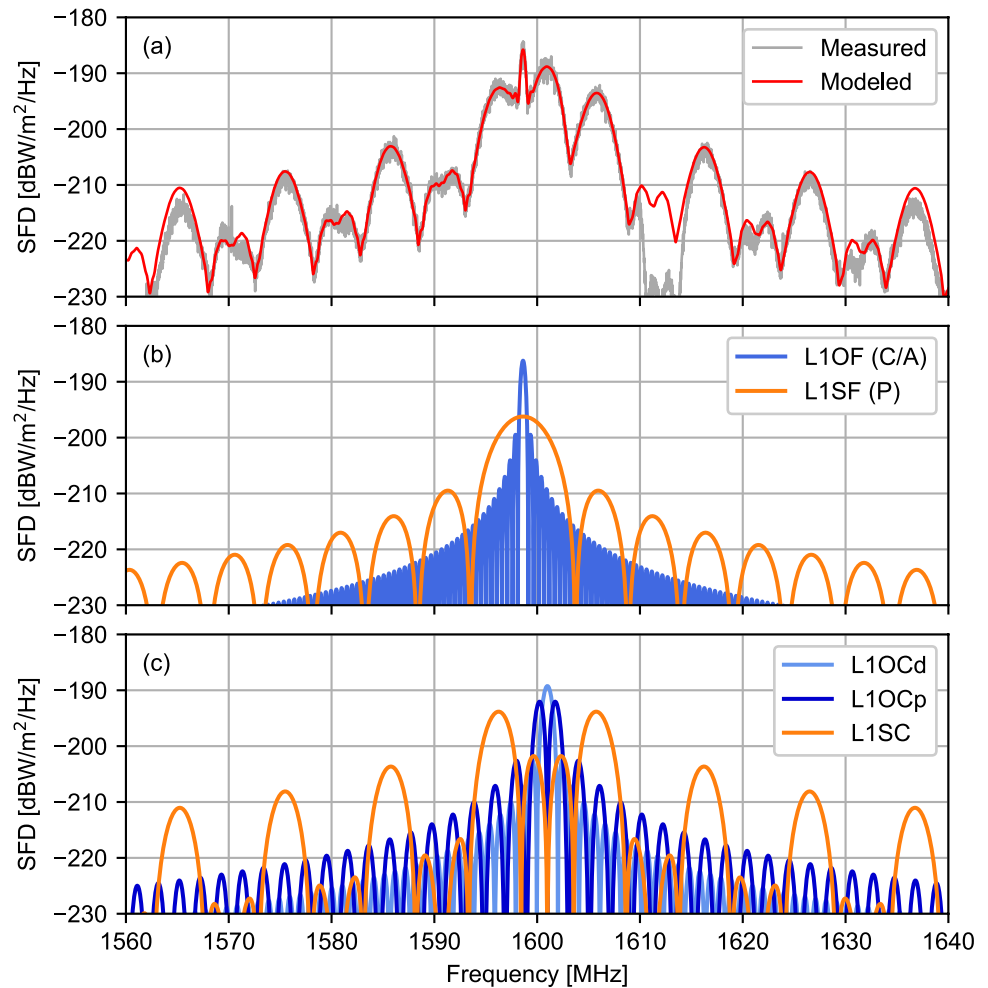 −180
−190
−200
−210
−220
−230
SFD [dBW/m²/Hz]
(a)
Measured
Modeled
−180
−190
−200
−210
−220
−230
SFD [dBW/m²/Hz]
(b)
L1OF (C/A)
L1SF (P)
−180
−190
−200
−210
−220
−230
SFD [dBW/m²/Hz]
(c)
L1OCd
L1OCp
L1SC
1560 1570 1580 1590 1600 1610 1620 1630 1640
Frequency [MHz]